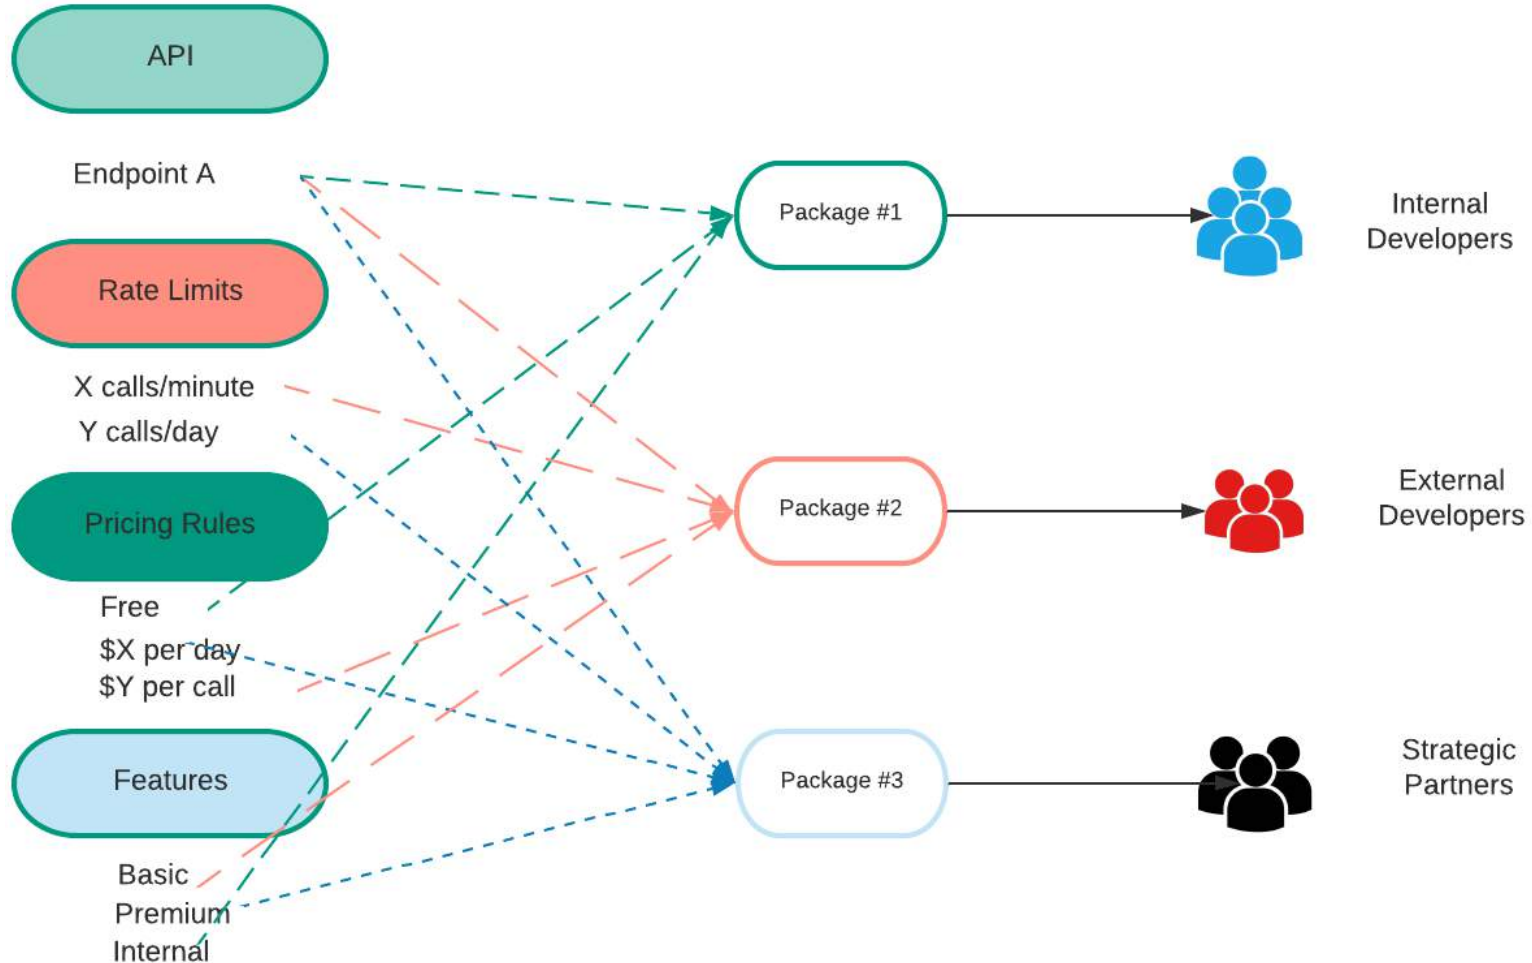 API
Endpoint A
Rate Limits
X calls/minute
Y calls/day
Pricing Rules
Free
$X per day
$Y per call
Features
Basic
Premium
Internal
Package #1
Package #2
Package #3
Internal
Developers
External
Developers
Strategic
Partners